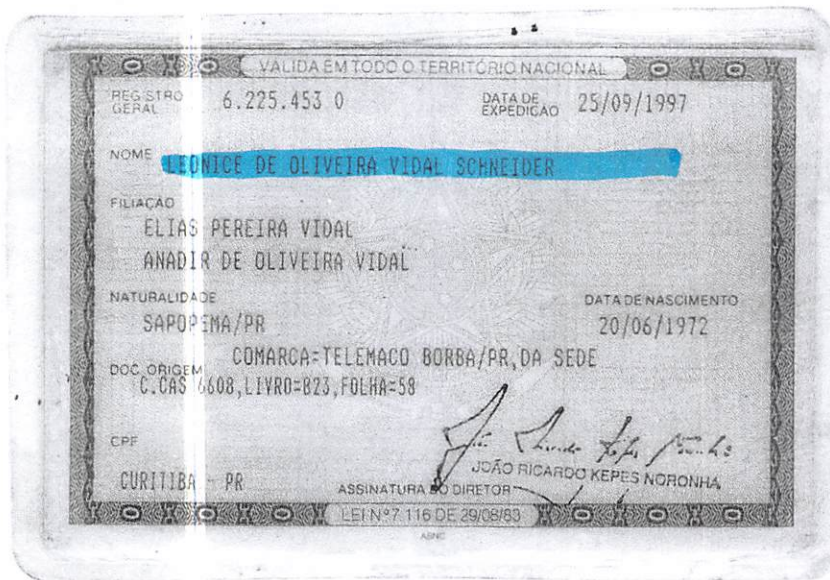 VÁLIDA EM TODO O TERRITÓRIO NACIONAL
REGISTRO GERAL 6.225.453 0 DATA DE EXPEDIÇÃO 25/09/1997
NOME LEONICE DE OLIVEIRA VIDAL SCHNEIDER
FILIAÇÃO
ELIAS PEREIRA VIDAL
ANADIR DE OLIVEIRA VIDAL
NATURALIDADE DATA DE NASCIMENTO
SAPOPEMA/PR 20/06/1972
DOC. ORIGEM COMARCA=TELEMACO BORBA/PR,DA SEDE
C.CAS 6608,LIVRO=B23,FOLHA=58
CPF
JOÃO RICARDO KEPES NORONHA
CURITIBA - PR
ASSINATURA DO DIRETOR
LEI Nº 7.116 DE 29/08/83